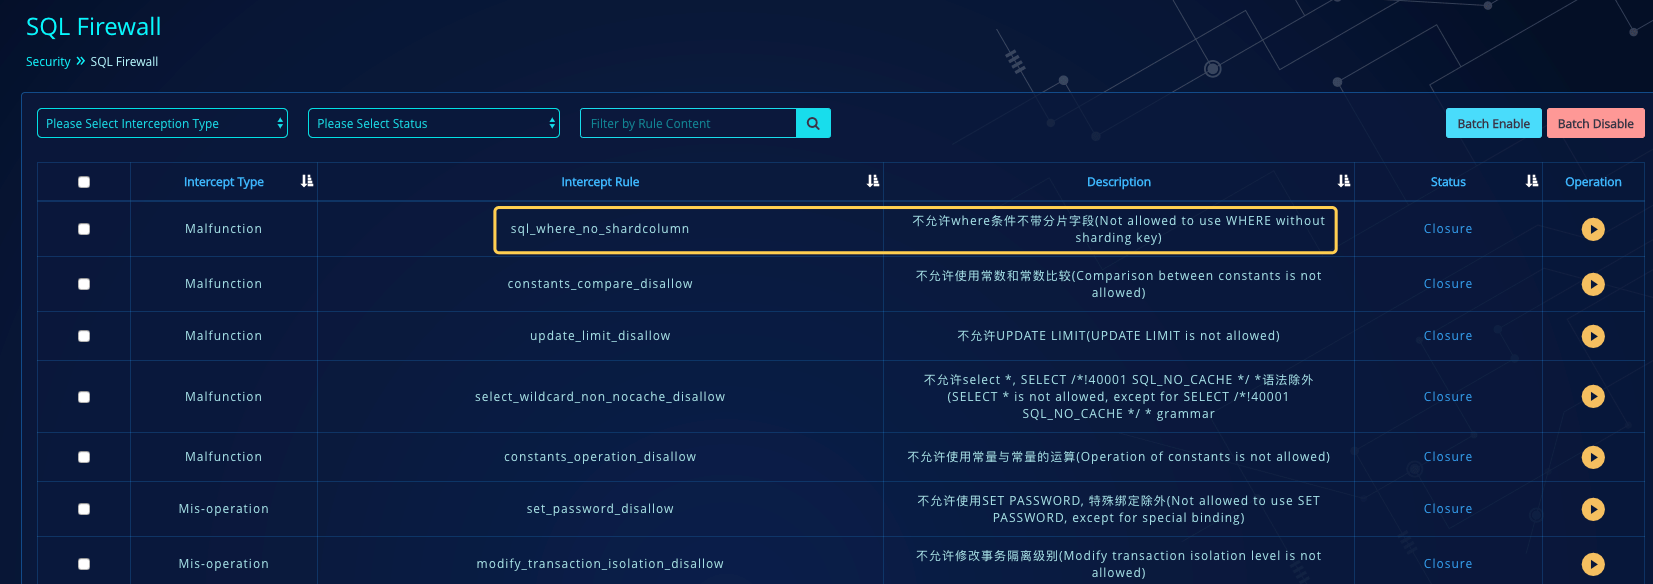 SQL Firewall
Security » SQL Firewall
Please Select Interception Type
Please Select Status
Filter by Rule Content
Batch Enable
Batch Disable
Intercept Type
Intercept Rule
Description
Status
Operation
Malfunction
sql_where_no_shardcolumn
不允许where条件不带分片字段(Not allowed to use WHERE without
sharding key)
Closure
Malfunction
constants_compare_disallow
不允许使用常数和常数比较(Comparison between constants is not
allowed)
Closure
Malfunction
update_limit_disallow
不允许UPDATE LIMIT(UPDATE LIMIT is not allowed)
Closure
Malfunction
select_wildcard_non_nocache_disallow
不允许select *, SELECT /*!40001 SQL_NO_CACHE */ *语法除外
(SELECT * is not allowed, except for SELECT /*!40001
SQL_NO_CACHE */ * grammar
Closure
Malfunction
constants_operation_disallow
不允许使用常量与常量的运算(Operation of constants is not allowed)
Closure
Mis-operation
set_password_disallow
不允许使用SET PASSWORD, 特殊绑定除外(Not allowed to use SET
PASSWORD, except for special binding)
Closure
Mis-operation
modify_transaction_isolation_disallow
不允许修改事务隔离级别(Modify transaction isolation level is not
allowed)
Closure